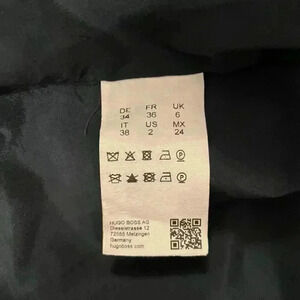 DE FR UK
34 36 6
IT US MX
38 2 24
HUGO BOSS AG
Dieselstrasse 12
72555 Metzingen
Germany
hugoboss.com